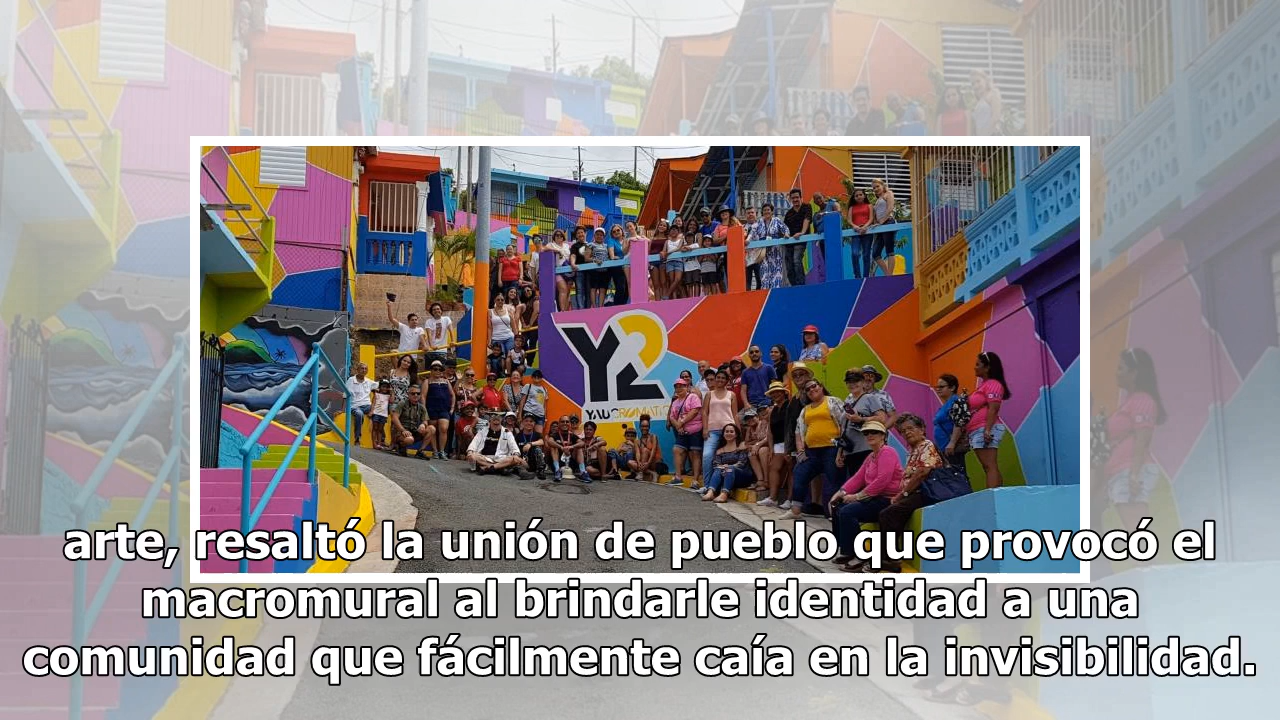 Y2
YAUCROMATIC
arte, resaltó la unión de pueblo que provocó el
macromural al brindarle identidad a una
comunidad que fácilmente caía en la invisibilidad.